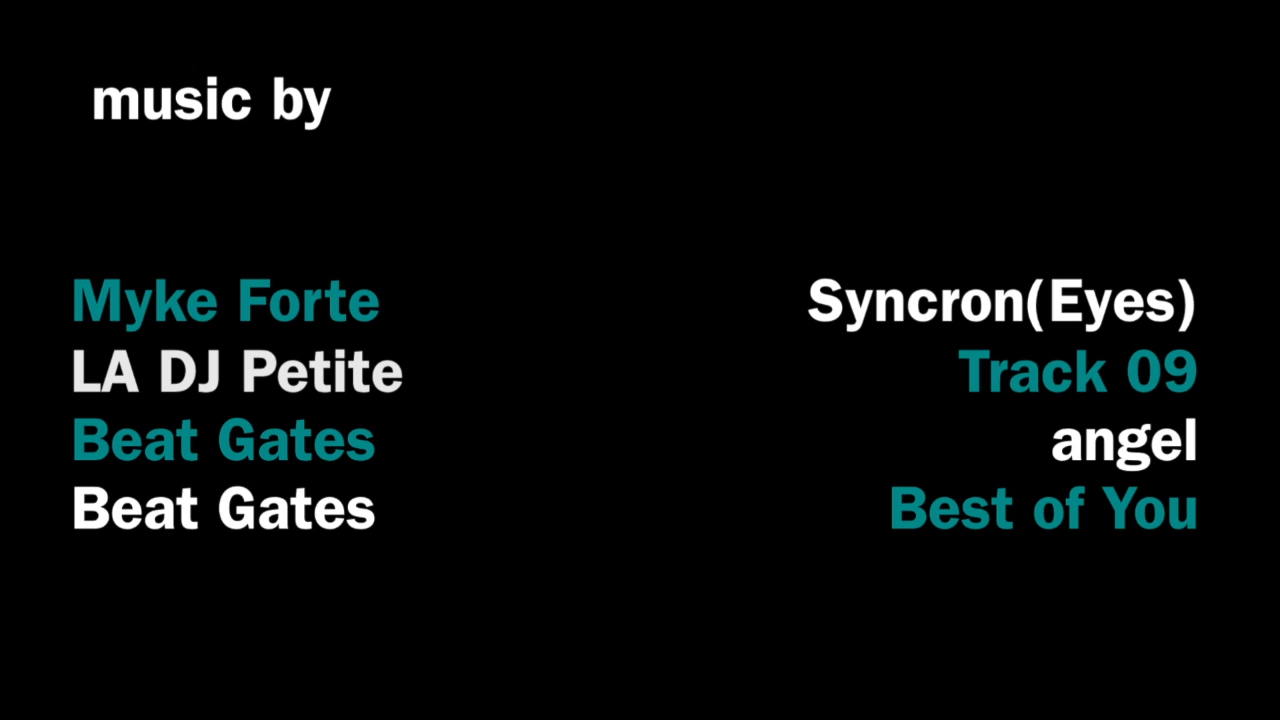 music by
Myke Forte Syncron(Eyes)
LA DJ Petite Track 09
Beat Gates angel
Beat Gates Best of You